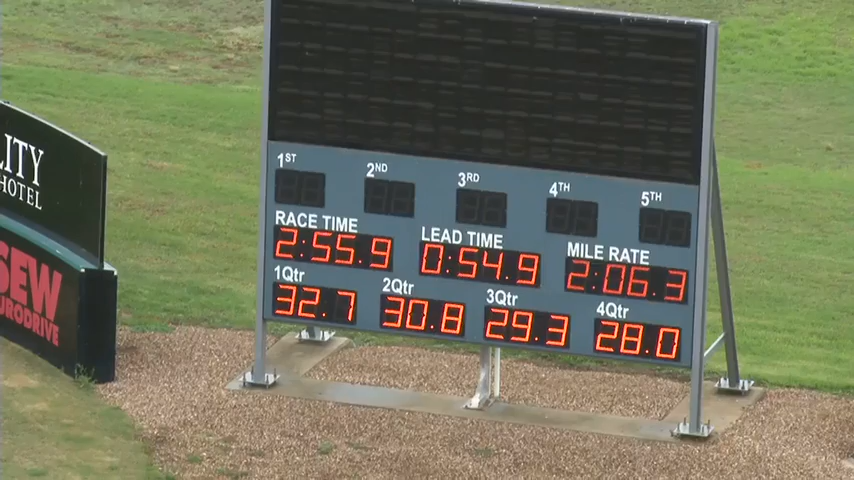 LITY
HOTEL
SEW
EURODRIVE
1ST 2ND 3RD 4TH 5TH
RACE TIME LEAD TIME MILE RATE
2:55.9 0:54.9 2:06.3
1Qtr 2Qtr 3Qtr 4Qtr
32.7 30.8 29.3 28.0